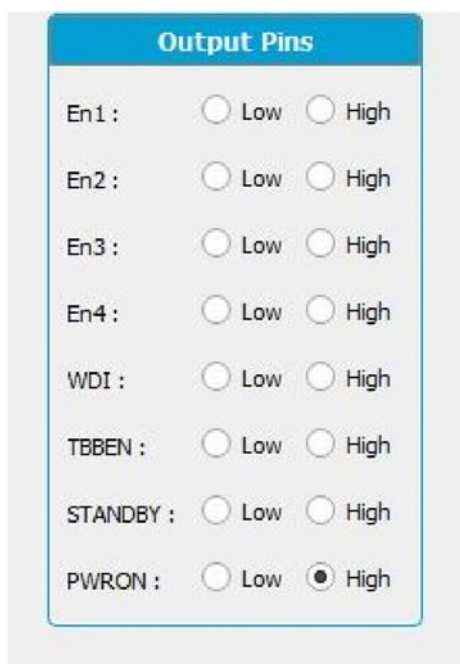 Output Pins
En1 : Low High
En2 : Low High
En3 : Low High
En4 : Low High
WDI : Low High
TBBEN : Low High
STANDBY : Low High
PWRON : Low High